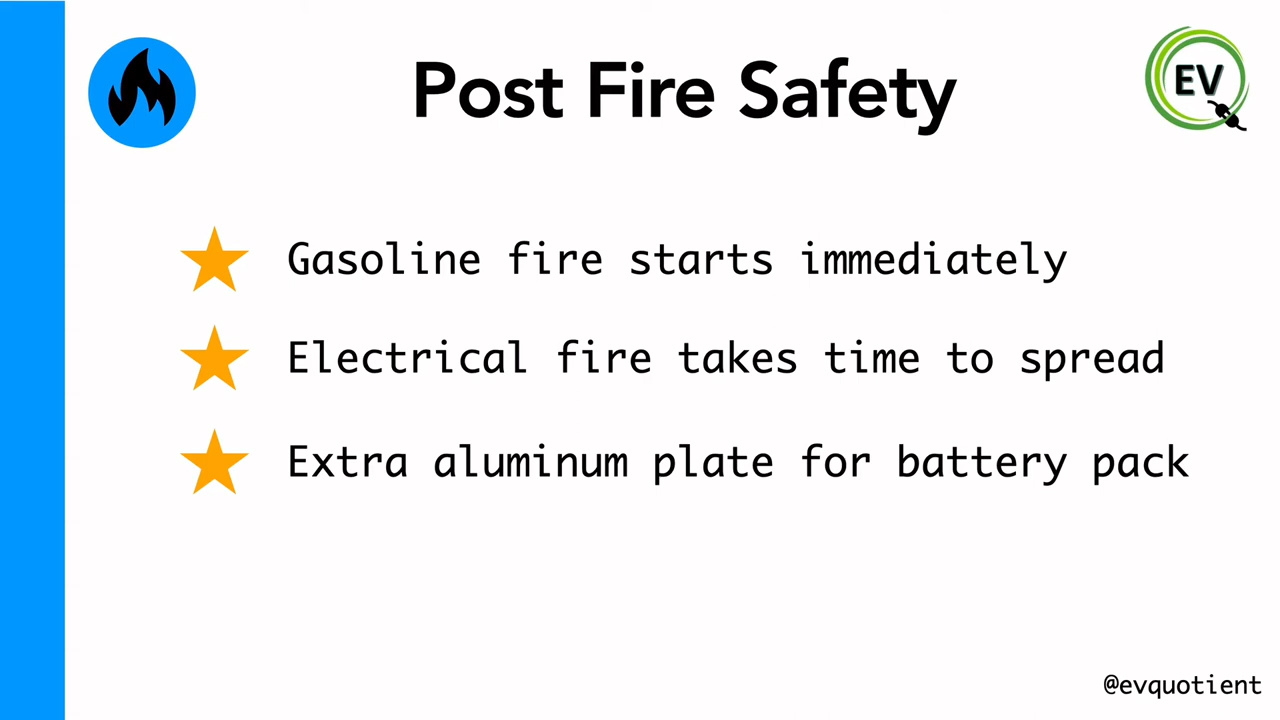 Post Fire Safety
EV
Gasoline fire starts immediately
Electrical fire takes time to spread
Extra aluminum plate for battery pack
@evquotient